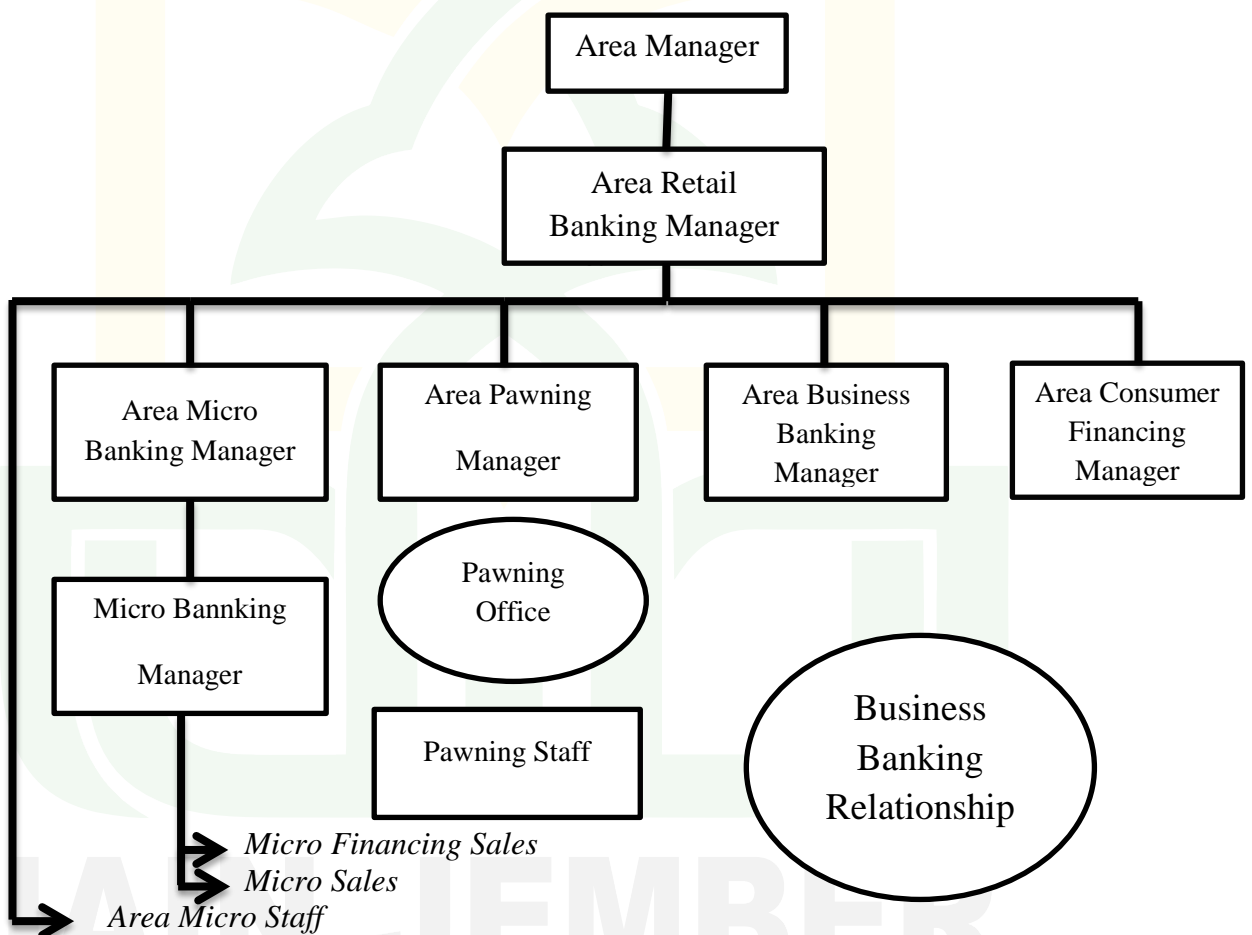 Area Manager
Area Retail
Banking Manager
Area Micro
Banking Manager
Area Pawning
Manager
Area Business
Banking
Manager
Area Consumer
Financing
Manager
Micro Bannking
Manager
Pawning
Office
Pawning Staff
Business
Banking
Relationship
Micro Financing Sales
Micro Sales
Area Micro Staff
IAIN JEMBER